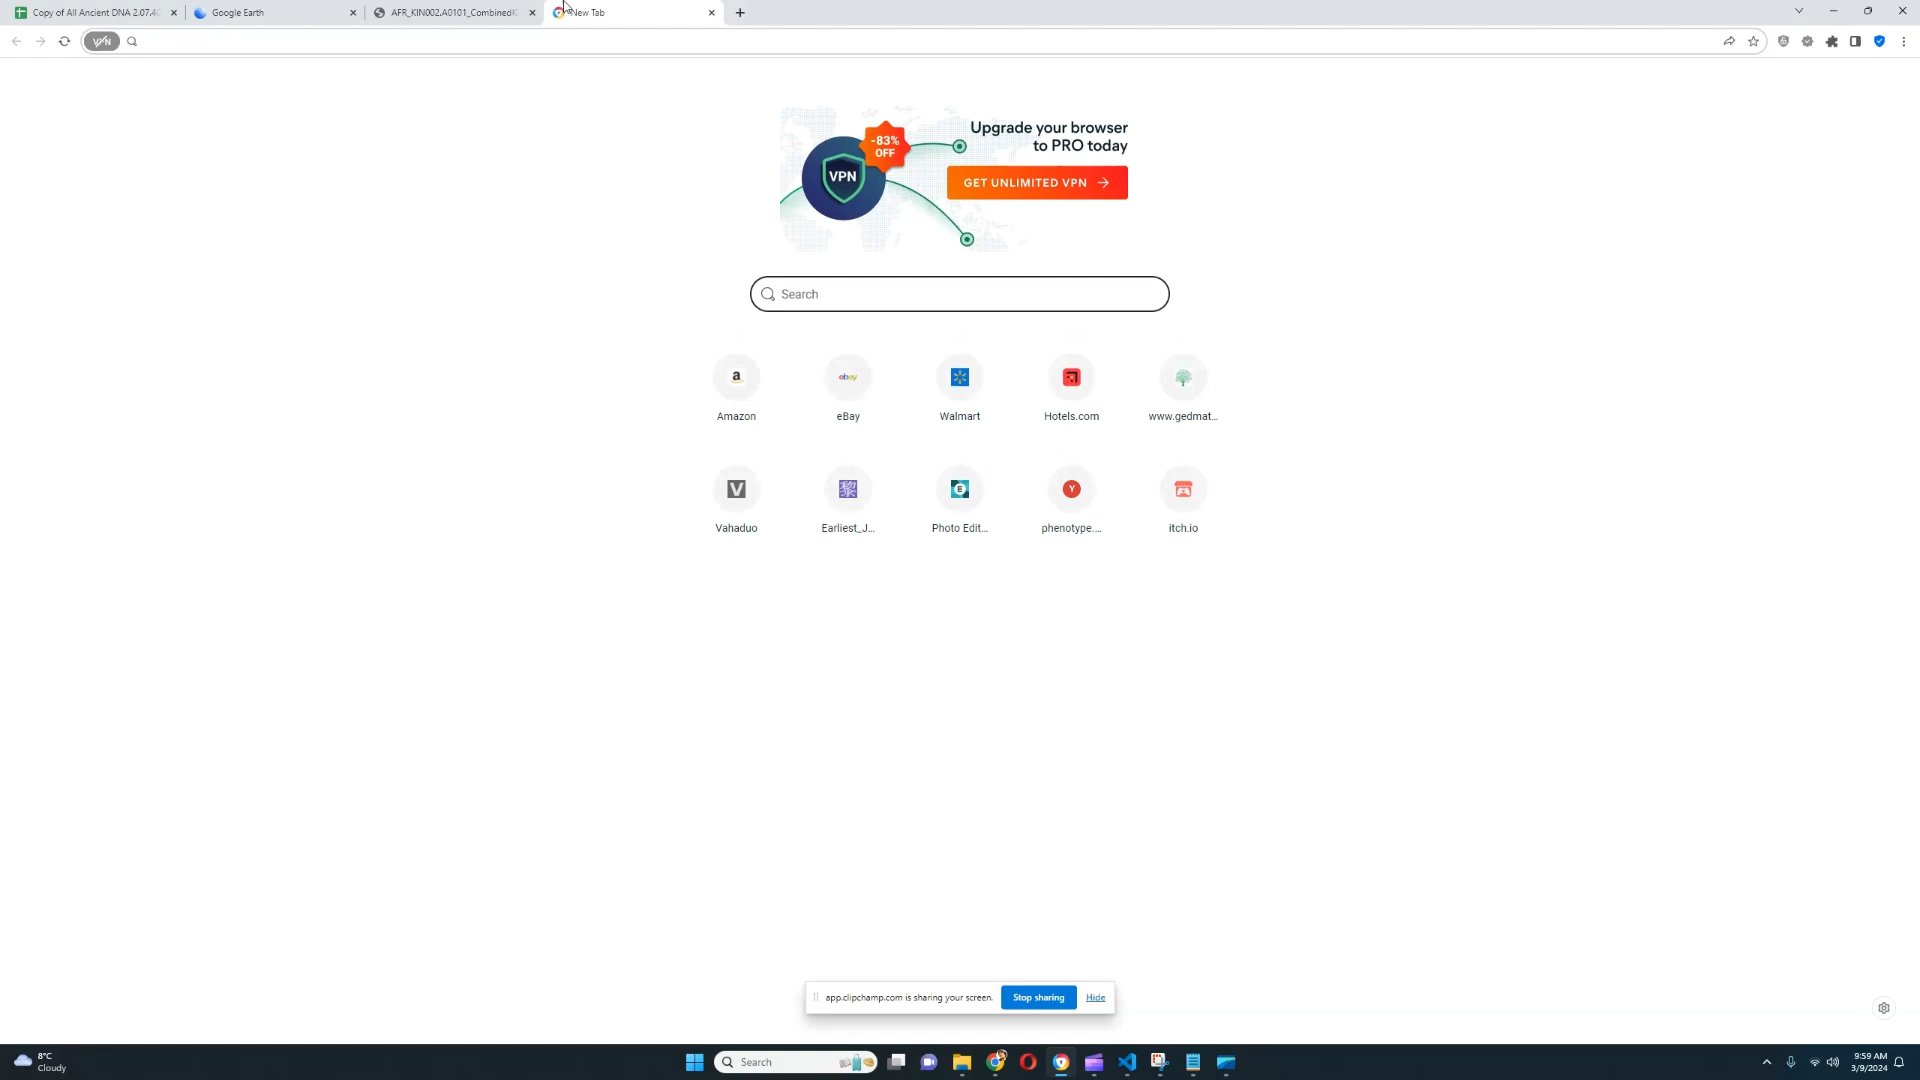 Copy of All Ancient DNA 2.07.
Google Earth
AFR_KIN002.A0101_Combined
New Tab
VPN
-83%
OFF
VPN
Upgrade your browser
to PRO today
GET UNLIMITED VPN
Search
a
Amazon
ebay
eBay
Walmart
Hotels.com
www.gedmat...
V
Vahaduo
黎
Earliest_J...
E
Photo Edit...
Y
phenotype....
itch.io
app.clipchamp.com is sharing your screen.
Stop sharing
Hide
8°C
Cloudy
Search
9:59 AM
3/9/2024